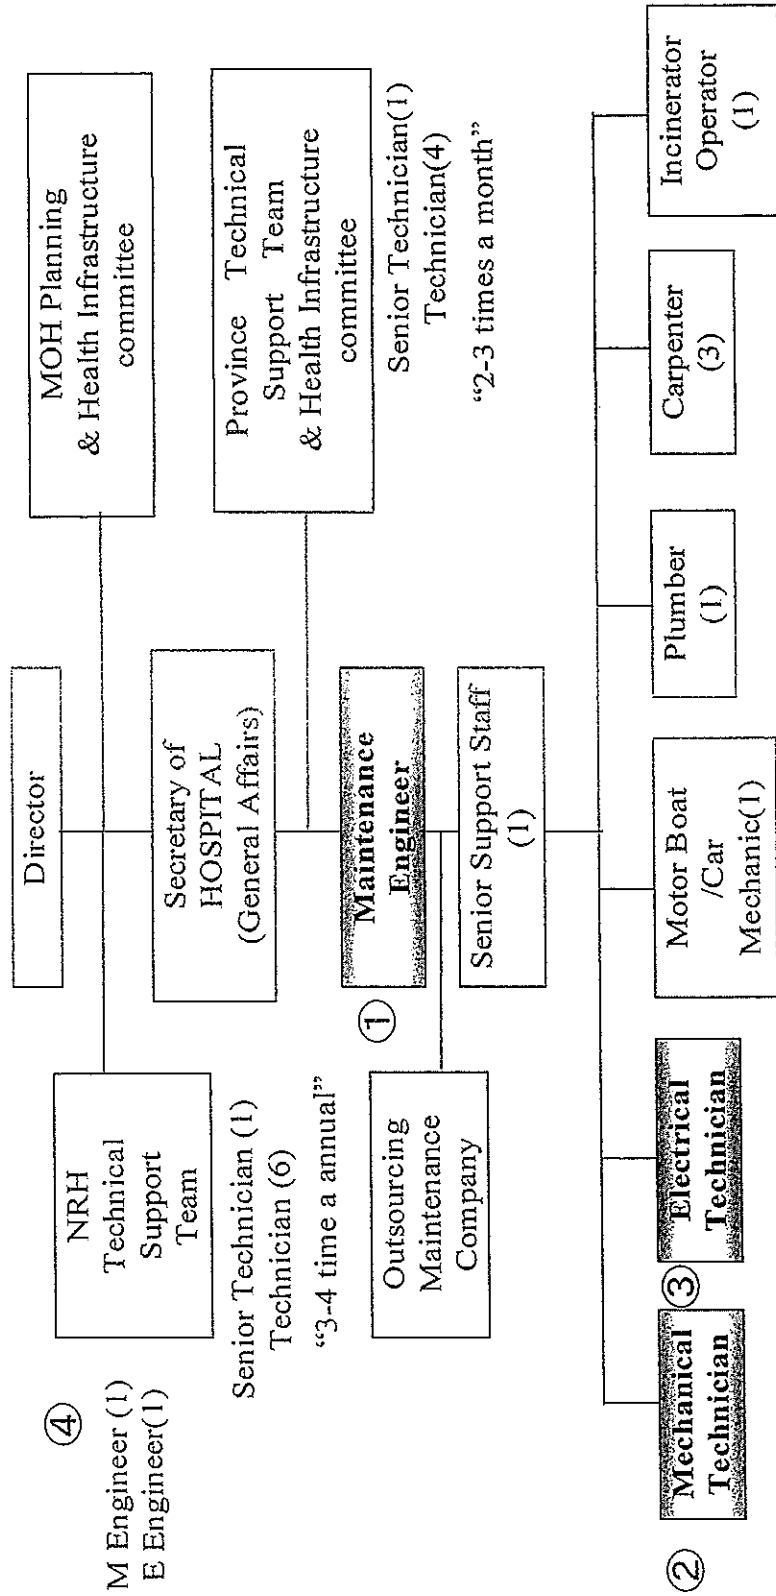 Director
MOH Planning
& Health Infrastructure
committee
④
M Engineer (1)
E Engineer(1)
NRH
Technical
Support
Team
Senior Technician (1)
Technician (6)
“3-4 time a annual”
Secretary of
HOSPITAL
(General Affairs)
Province Technical
Support Team
& Health Infrastructure
committee
Senior Technician(1)
Technician(4)
“2-3 times a month”
①
Maintenance
Engineer
Outsourcing
Maintenance
Company
Senior Support Staff
(1)
②
Mechanical
Technician
③
Electrical
Technician
Motor Boat
/Car
Mechanic(1)
Plumber
(1)
Carpenter
(3)
Incinerator
Operator
(1)